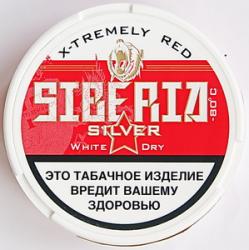 X-TREMELY RED
SIBERIA
-80°C
SILVER
WHITE DRY
ЭТО ТАБАЧНОЕ ИЗДЕЛИЕ
ВРЕДИТ ВАШЕМУ
ЗДОРОВЬЮ